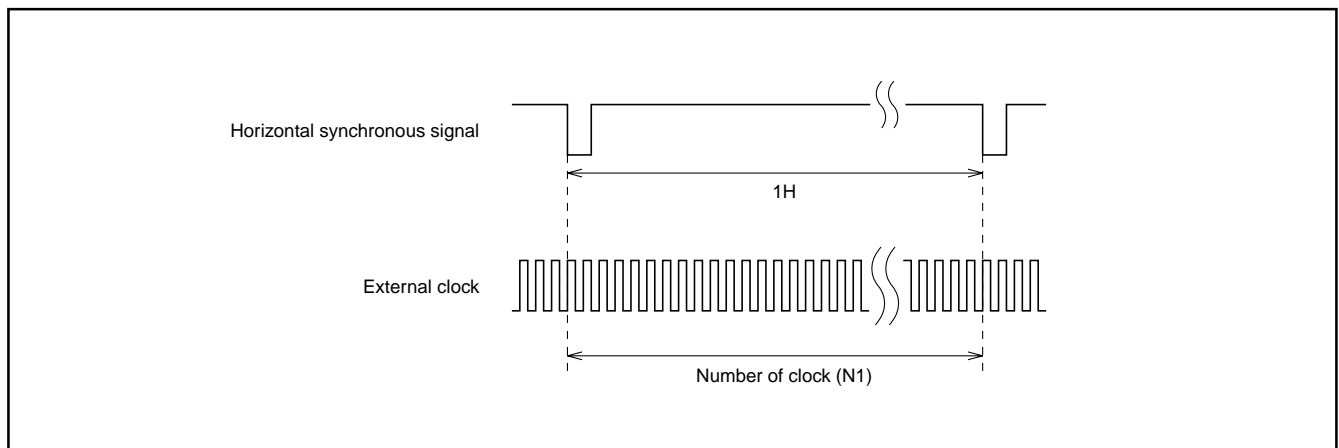 Horizontal synchronous signal
1H
External clock
Number of clock (N1)